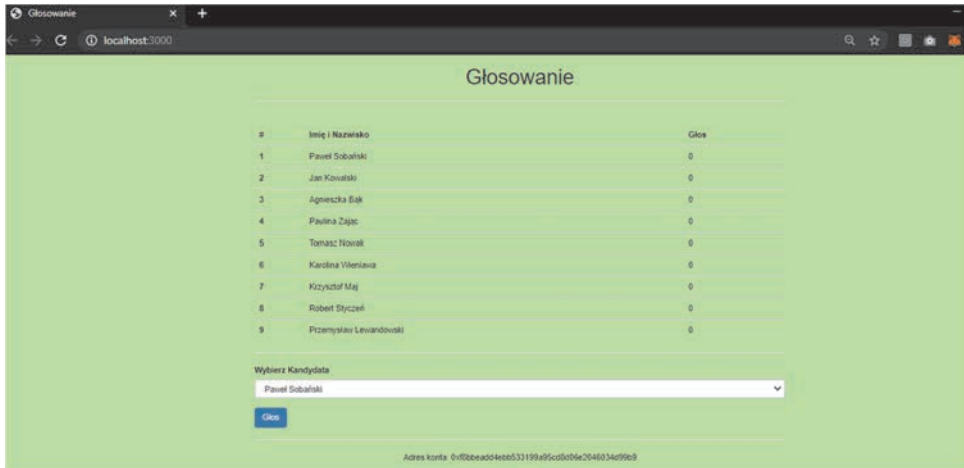 Głosowanie
localhost:3000
Głosowanie
# Imię i Nazwisko Głos
1 Paweł Sobański 0
2 Jan Kowalski 0
3 Agnieszka Bąk 0
4 Paulina Zając 0
5 Tomasz Nowak 0
6 Karolina Wieniawa 0
7 Krzysztof Maj 0
8 Robert Styczeń 0
9 Przemysław Lewandowski 0
Wybierz Kandydata
Paweł Sobański
Głos
Adres konta: